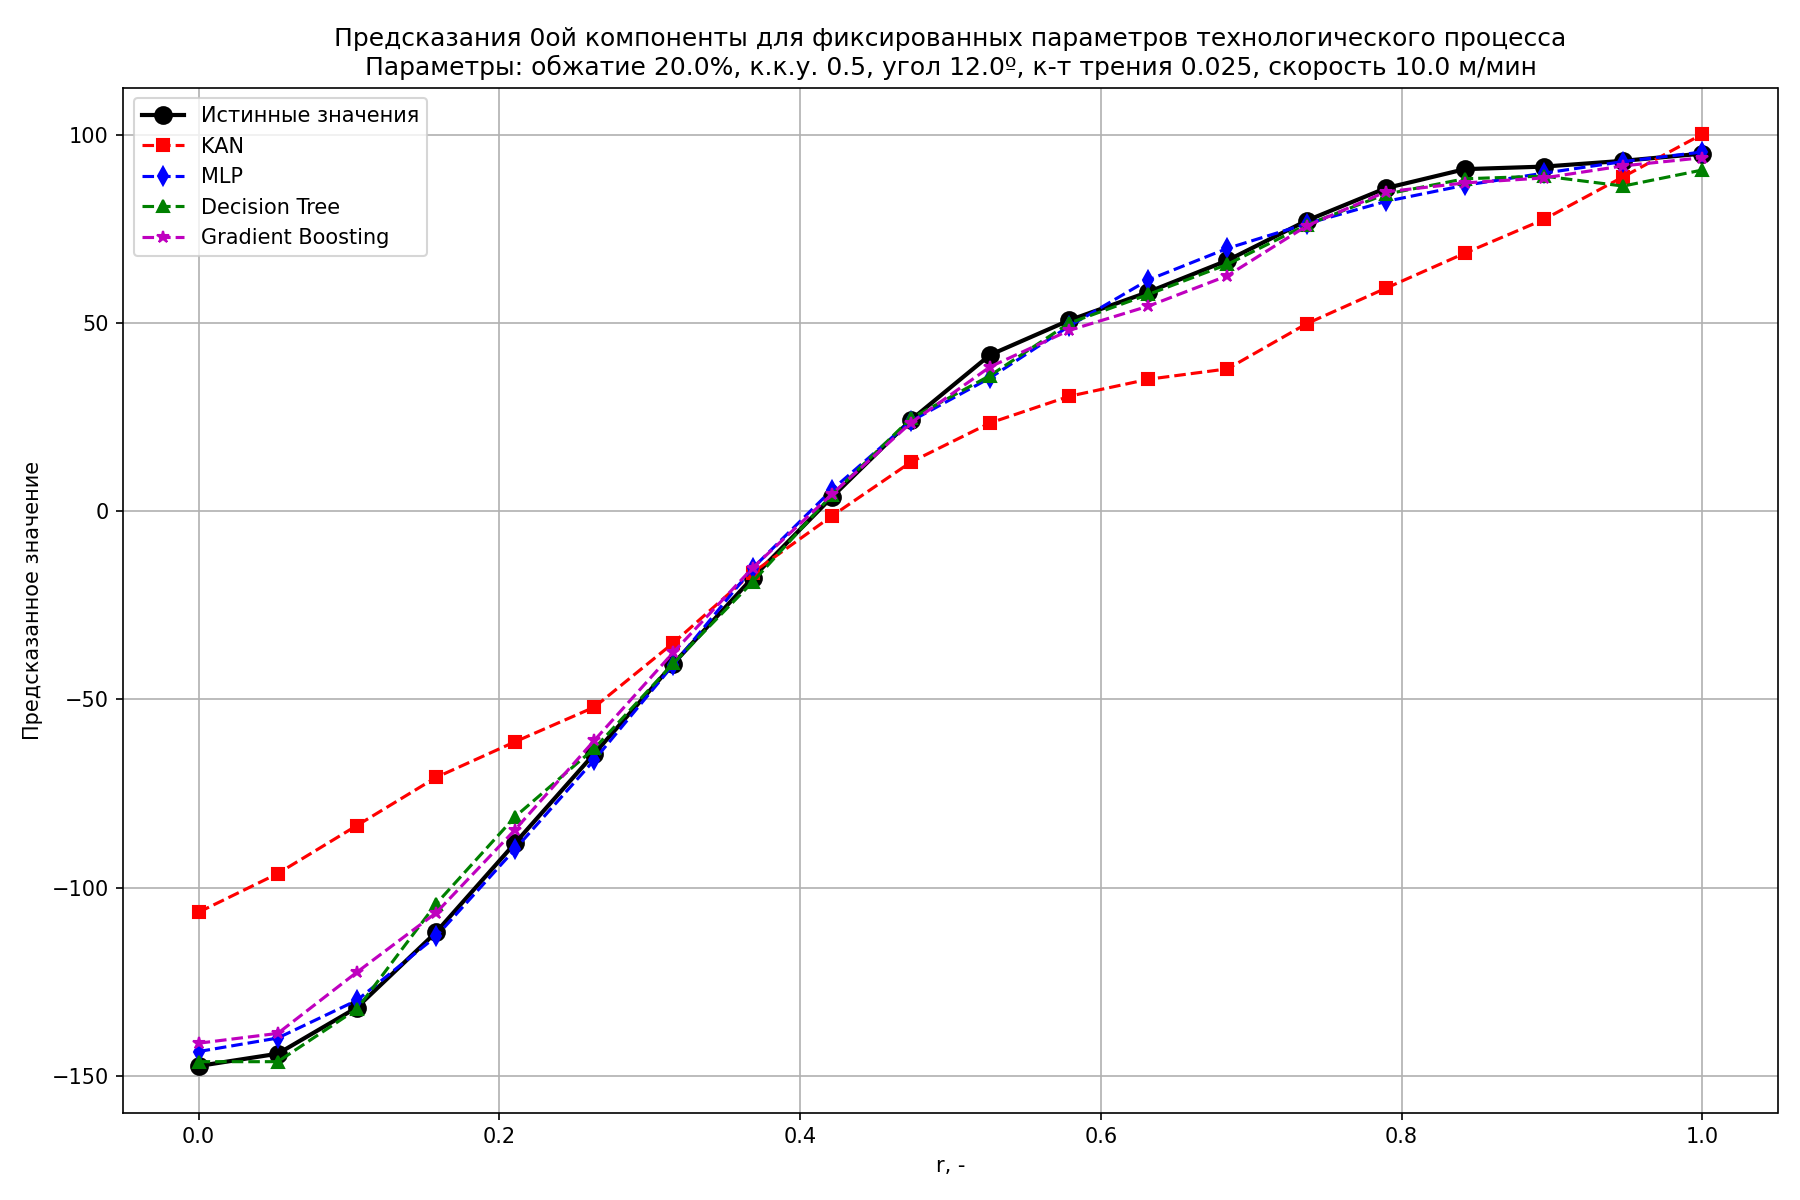 Предсказания 0ой компоненты для фиксированных параметров технологического процесса
Параметры: обжатие 20.0%, к.к.у. 0.5, угол 12.0º, к-т трения 0.025, скорость 10.0 м/мин
Истинные значения
KAN
MLP
Decision Tree
Gradient Boosting
Предсказанное значение
100
50
0
−50
−100
−150
0.0
0.2
0.4
0.6
0.8
1.0
r, -